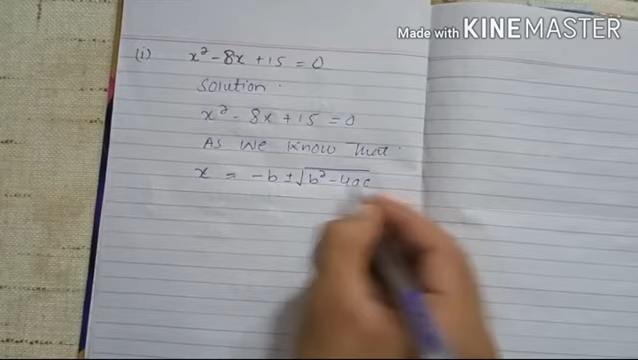 Made with KINEMASTER
(i) x² - 8x + 15 = 0
Solution.
x² - 8x + 15 = 0
As we know that.
x = -b ± √b² - 4ac